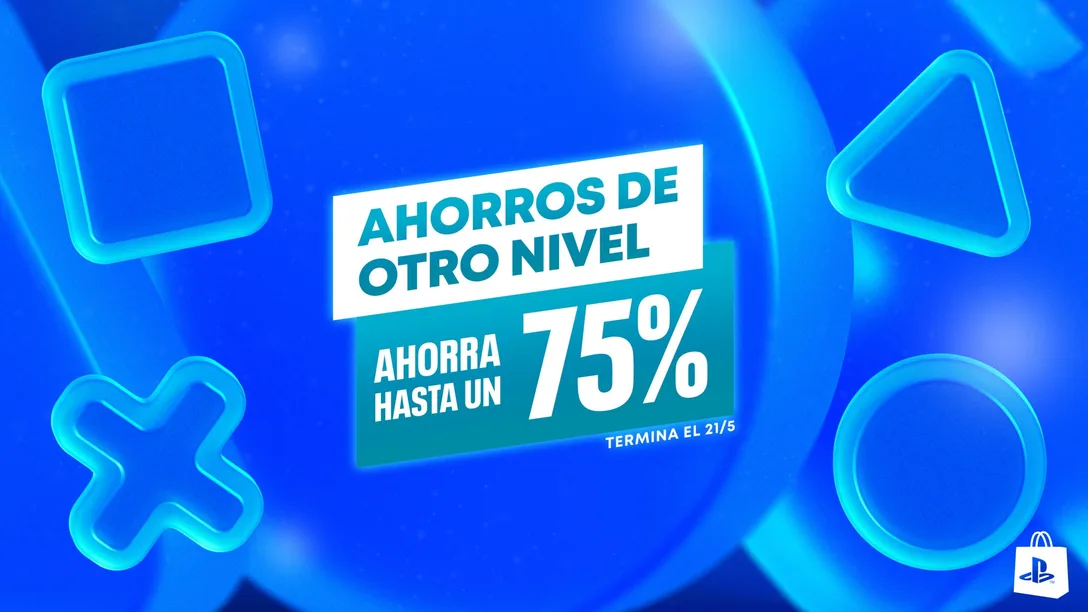 AHORROS DE
OTRO NIVEL
AHORRA
HASTA UN
75%
TERMINA EL 21/5